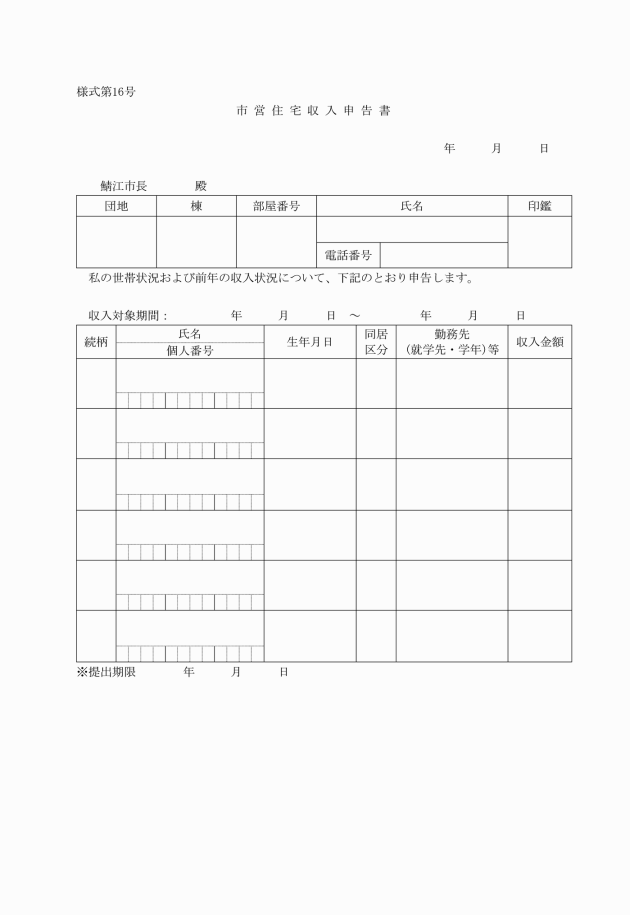 様式第16号
市営住宅収入申告書
年 月 日
鯖江市長 殿
団地 棟 部屋番号 氏名 印鑑
電話番号
私の世帯状況および前年の収入状況について、下記のとおり申告します。
収入対象期間： 年 月 日 ～ 年 月 日
続柄 氏名 個人番号 生年月日 同居区分 勤務先(就学先・学年)等 収入金額
※提出期限 年 月 日